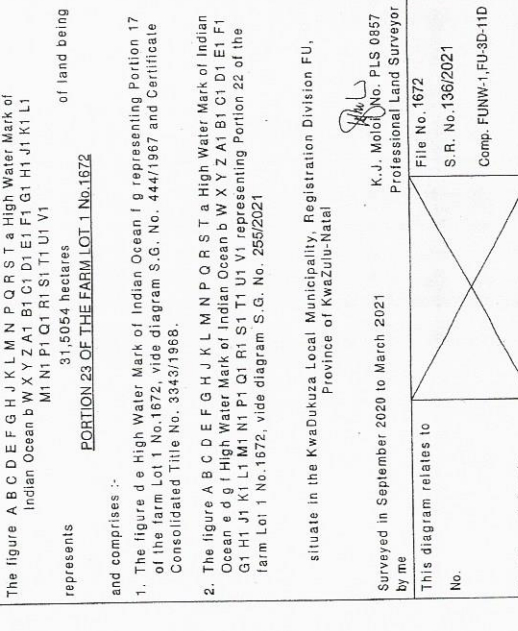 The figure A B C D E F G H J K L M N P Q R S T a High Water Mark of
Indian Ocean b W X Y Z A1 B1 C1 D1 E1 F1 G1 H1 J1 K1 L1
M1 N1 P1 Q1 R1 S1 T1 U1 V1
represents 31,5054 hectares of land being
PORTION 23 OF THE FARM LOT 1 No.1672
and comprises :-
1. The figure d e High Water Mark of Indian Ocean f g representing Portion 17
of the farm Lot 1 No.1672, vide diagram S.G. No. 444/1967 and Certificate
Consolidated Title No. 3343/1968.
2. The figure A B C D E F G H J K L M N P Q R S T a High Water Mark of Indian
Ocean e d g f High Water Mark of Indian Ocean b W X Y Z A1 B1 C1 D1 E1 F1
G1 H1 J1 K1 L1 M1 N1 P1 Q1 R1 S1 T1 U1 V1 representing Portion 22 of the
farm Lot 1 No.1672, vide diagram S.G. No. 255/2021
situate in the KwaDukuza Local Municipality, Registration Division FU,
Province of KwaZulu-Natal
Surveyed in September 2020 to March 2021
by me
K.J. Moloi, No. PLS 0857
Professional Land Surveyor
This diagram relates to
No.
File No. 1672
S.R. No.136/2021
Comp. FUNW-1,FU-3D-11D